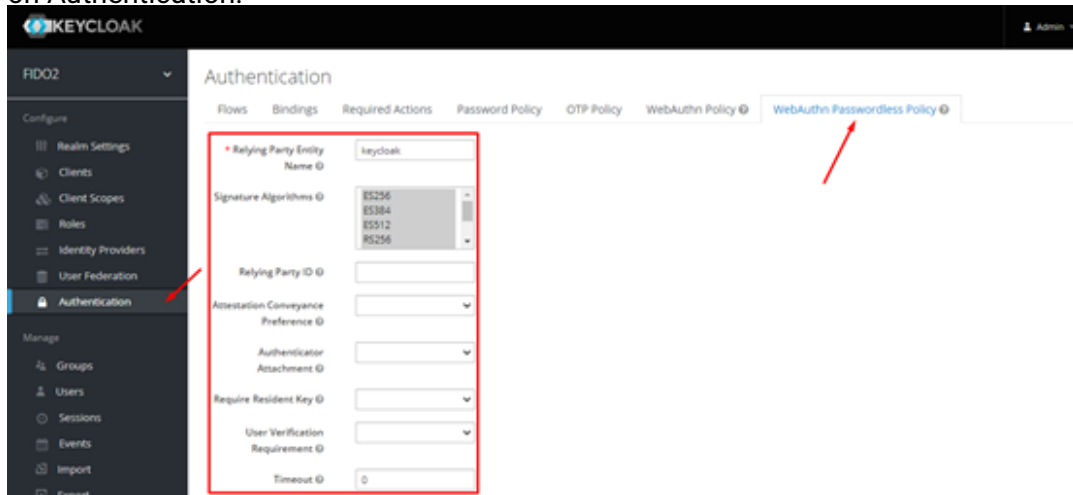 on Authentication.
KEYCLOAK
Admin
FIDO2
Authentication
Flows Bindings Required Actions Password Policy OTP Policy WebAuthn Policy WebAuthn Passwordless Policy
Configure
Realm Settings
Clients
Client Scopes
Roles
Identity Providers
User Federation
Authentication
Manage
Groups
Users
Sessions
Events
Import
Export
* Relying Party Entity
Name
keycloak
Signature Algorithms
ES256
ES384
ES512
RS256
Relying Party ID
Attestation Conveyance
Preference
Authenticator
Attachment
Require Resident Key
User Verification
Requirement
Timeout
0